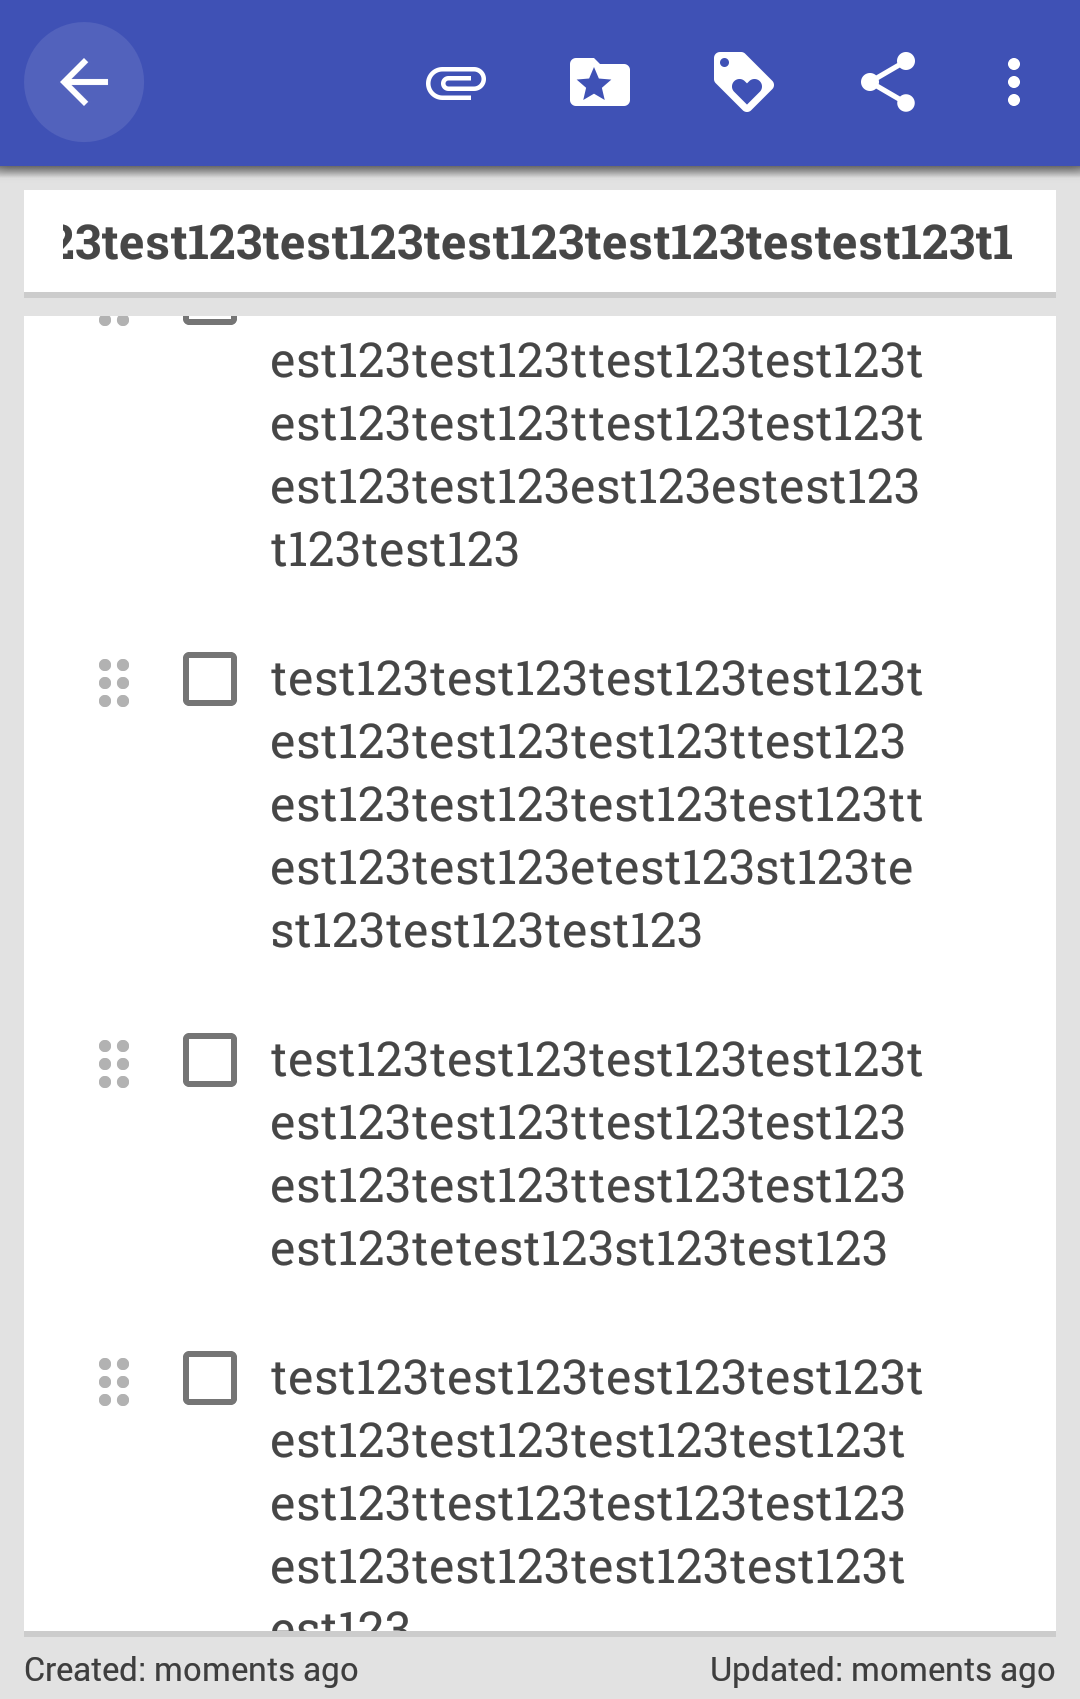 23test123test123test123test123testest123t1
est123test123ttest123test123t
est123test123ttest123test123t
est123test123est123estest123
t123test123
test123test123test123test123t
est123test123test123ttest123
est123test123test123test123tt
est123test123etest123st123te
st123test123test123
test123test123test123test123t
est123test123ttest123test123
est123test123ttest123test123
est123tetest123st123test123
test123test123test123test123t
est123test123test123test123t
est123ttest123test123test123
est123test123test123test123t
est123
Created: moments ago
Updated: moments ago